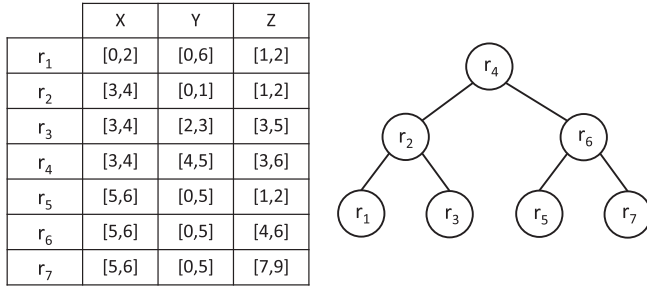 X Y Z
r1 [0,2] [0,6] [1,2]
r2 [3,4] [0,1] [1,2]
r3 [3,4] [2,3] [3,5]
r4 [3,4] [4,5] [3,6]
r5 [5,6] [0,5] [1,2]
r6 [5,6] [0,5] [4,6]
r7 [5,6] [0,5] [7,9]
r4
r2 r6
r1 r3 r5 r7